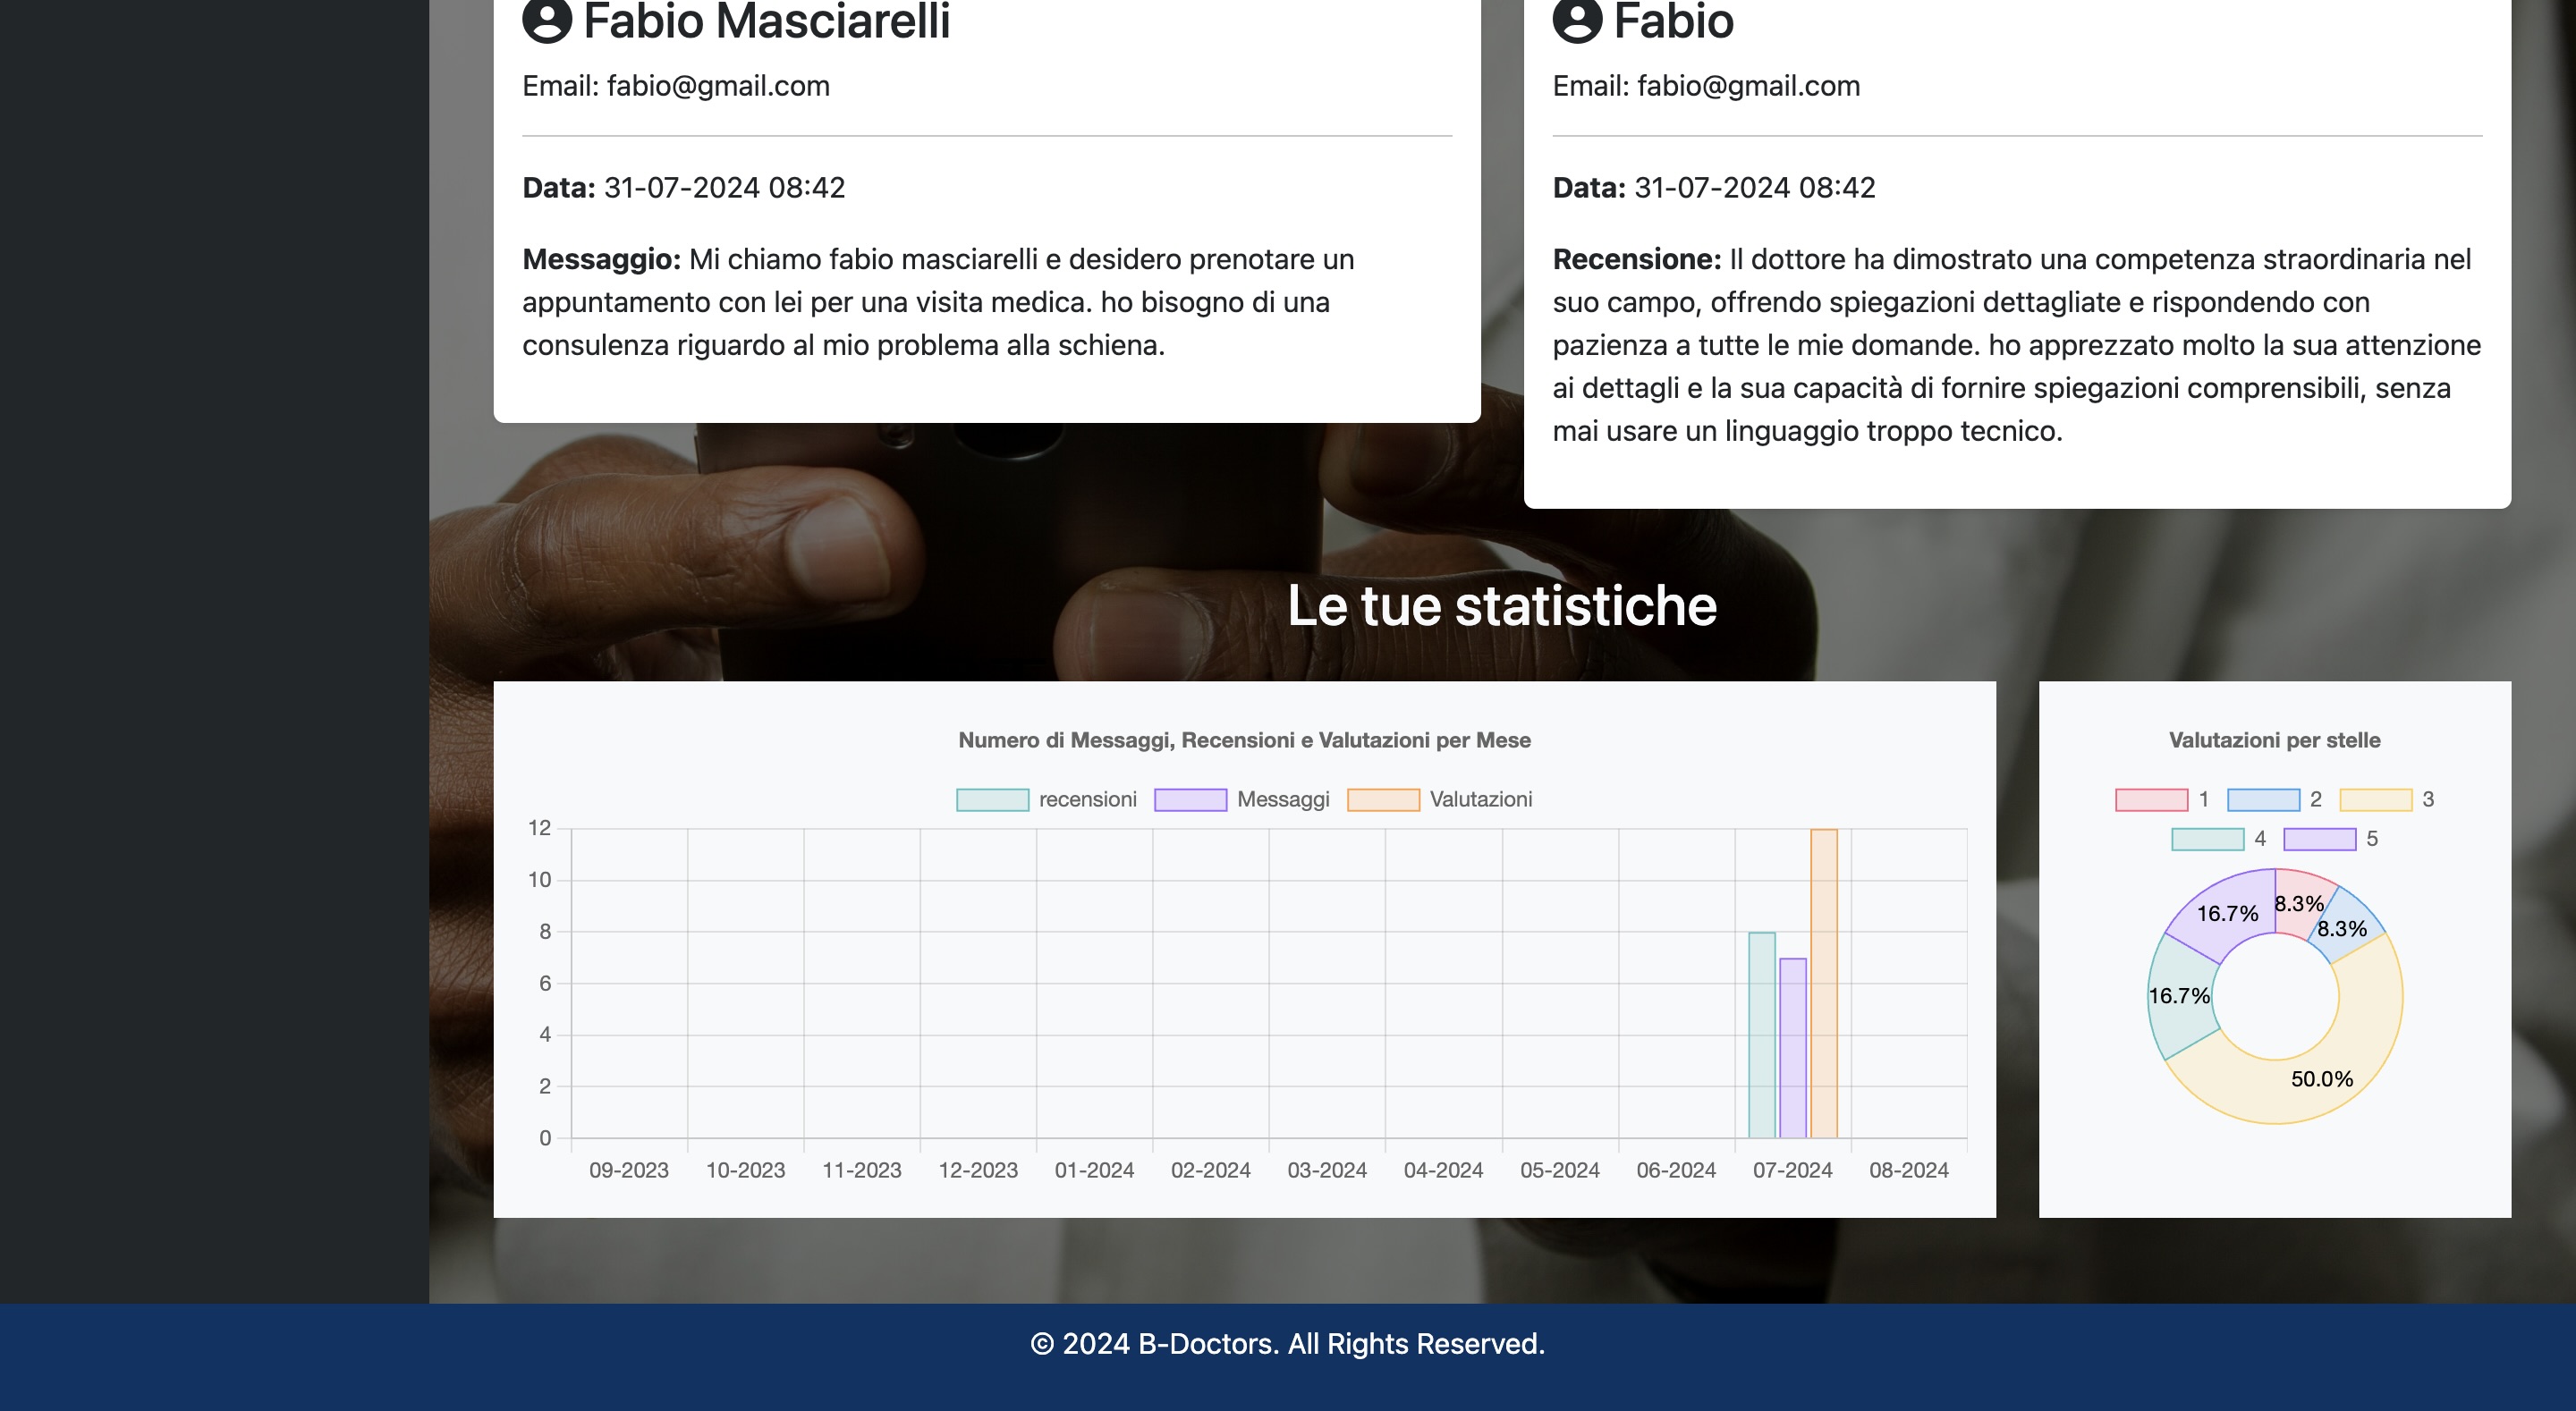 Fabio Masciarelli
Email: fabio@gmail.com
Data: 31-07-2024 08:42
Messaggio: Mi chiamo fabio masciarelli e desidero prenotare un
appuntamento con lei per una visita medica. ho bisogno di una
consulenza riguardo al mio problema alla schiena.
Fabio
Email: fabio@gmail.com
Data: 31-07-2024 08:42
Recensione: Il dottore ha dimostrato una competenza straordinaria nel
suo campo, offrendo spiegazioni dettagliate e rispondendo con
pazienza a tutte le mie domande. ho apprezzato molto la sua attenzione
ai dettagli e la sua capacità di fornire spiegazioni comprensibili, senza
mai usare un linguaggio troppo tecnico.
Le tue statistiche
Numero di Messaggi, Recensioni e Valutazioni per Mese
recensioni Messaggi Valutazioni
12
10
8
6
4
2
0
09-2023 10-2023 11-2023 12-2023 01-2024 02-2024 03-2024 04-2024 05-2024 06-2024 07-2024 08-2024
Valutazioni per stelle
1 2 3
4 5
8.3%
16.7%
8.3%
16.7%
50.0%
© 2024 B-Doctors. All Rights Reserved.